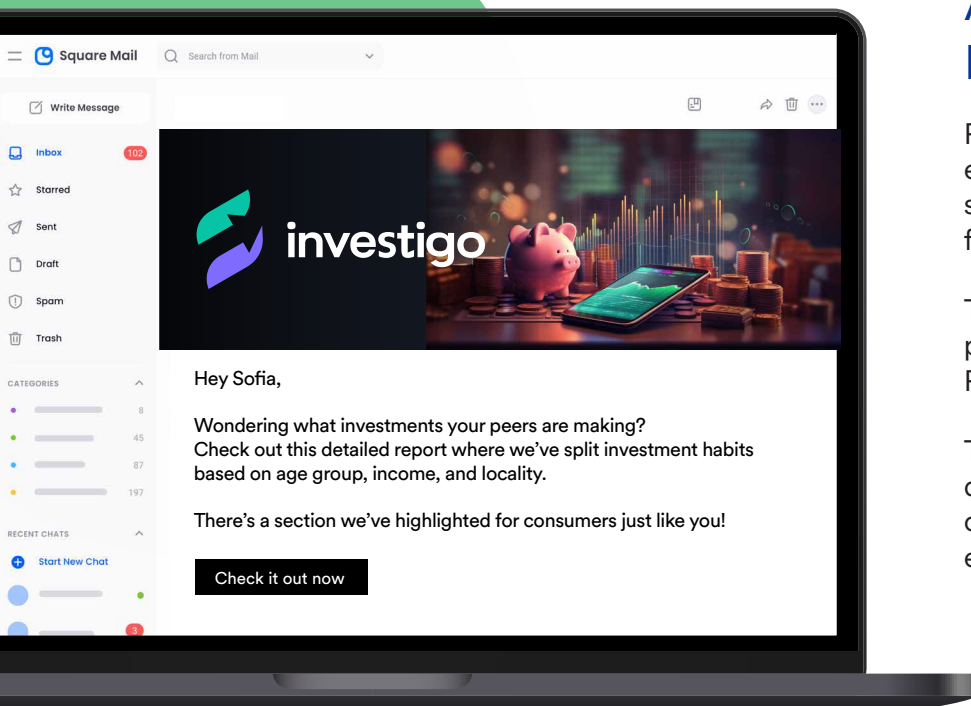 Square Mail
Search from Mail
Write Message
Inbox 102
Starred
Sent
Draft
Spam
Trash
CATEGORIES
8
45
87
197
RECENT CHATS
Start New Chat
3
investigo
Hey Sofia,
Wondering what investments your peers are making?
Check out this detailed report where we’ve split investment habits
based on age group, income, and locality.
There’s a section we’ve highlighted for consumers just like you!
Check it out now